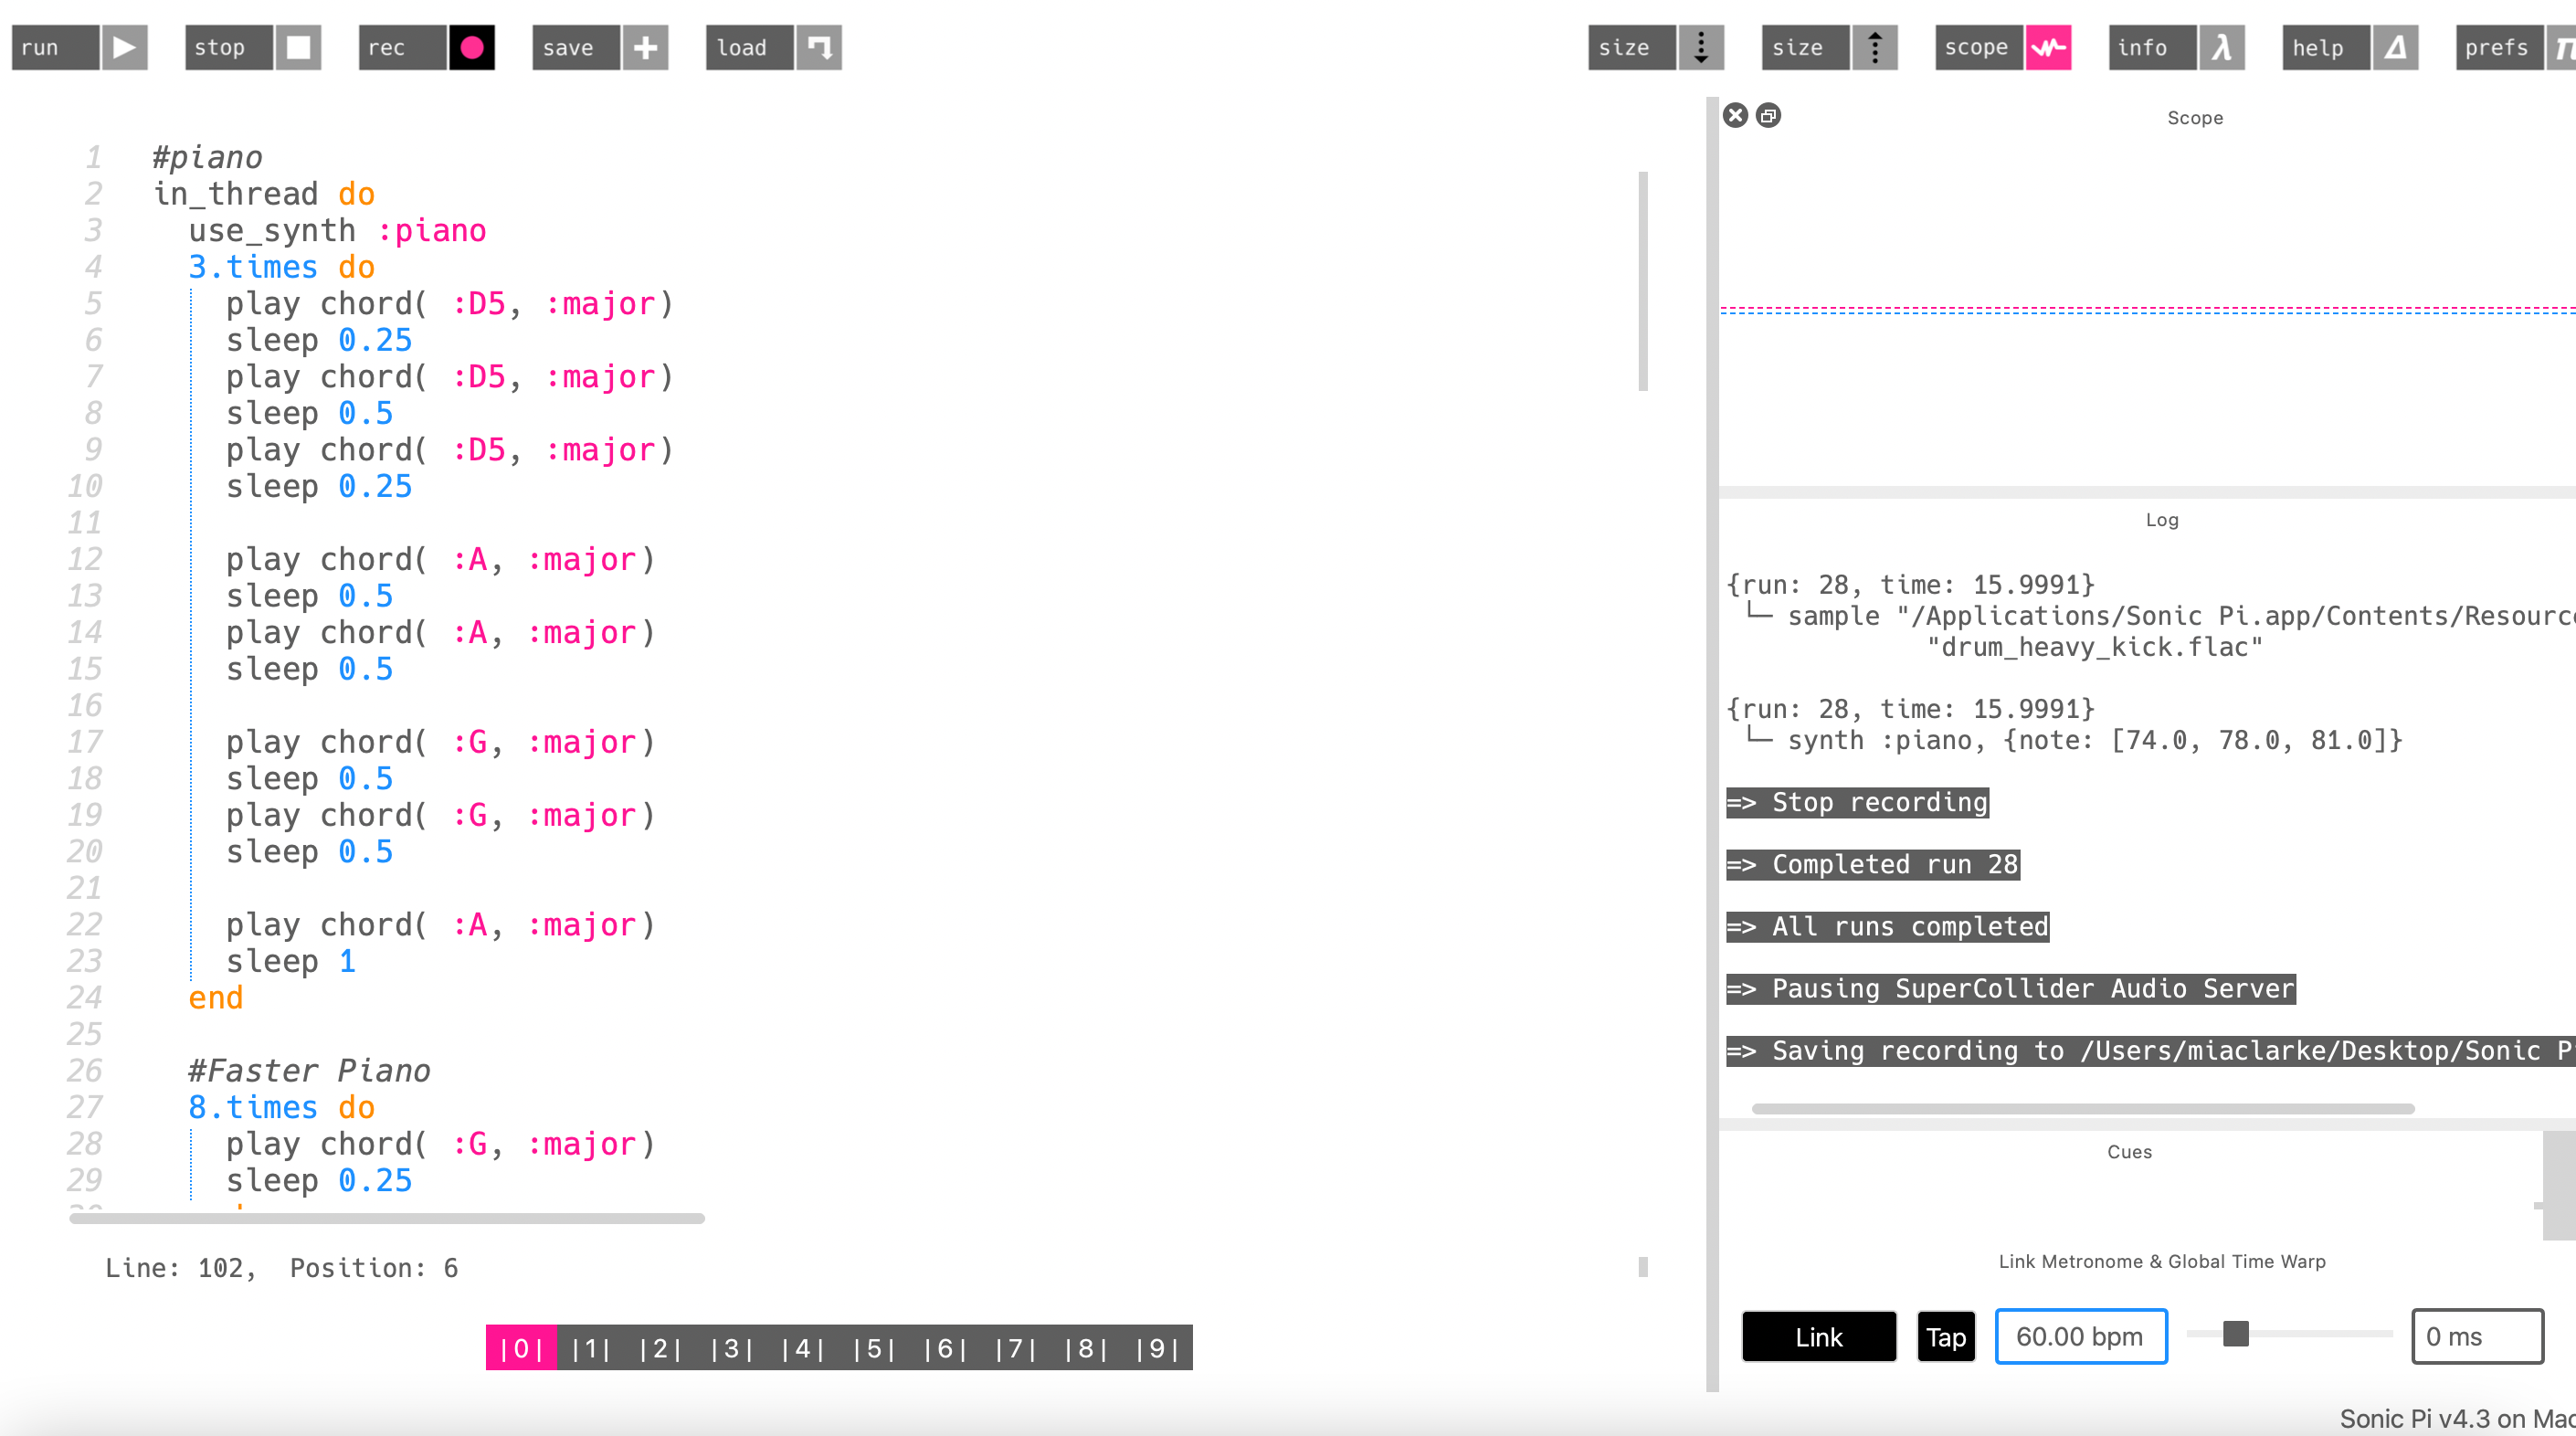 run stop rec save load size size scope info help prefs
1 #piano
2 in_thread do
3 use_synth :piano
4 3.times do
5 play chord( :D5, :major)
6 sleep 0.25
7 play chord( :D5, :major)
8 sleep 0.5
9 play chord( :D5, :major)
10 sleep 0.25
11
12 play chord( :A, :major)
13 sleep 0.5
14 play chord( :A, :major)
15 sleep 0.5
16
17 play chord( :G, :major)
18 sleep 0.5
19 play chord( :G, :major)
20 sleep 0.5
21
22 play chord( :A, :major)
23 sleep 1
24 end
25
26 #Faster Piano
27 8.times do
28 play chord( :G, :major)
29 sleep 0.25
Line: 102, Position: 6
|0| |1| |2| |3| |4| |5| |6| |7| |8| |9|
Scope
Log
{run: 28, time: 15.9991}
└─ sample "/Applications/Sonic Pi.app/Contents/Resourc
"drum_heavy_kick.flac"
{run: 28, time: 15.9991}
└─ synth :piano, {note: [74.0, 78.0, 81.0]}
=> Stop recording
=> Completed run 28
=> All runs completed
=> Pausing SuperCollider Audio Server
=> Saving recording to /Users/miaclarke/Desktop/Sonic P
Cues
Link Metronome & Global Time Warp
Link Tap 60.00 bpm 0 ms
Sonic Pi v4.3 on Mac